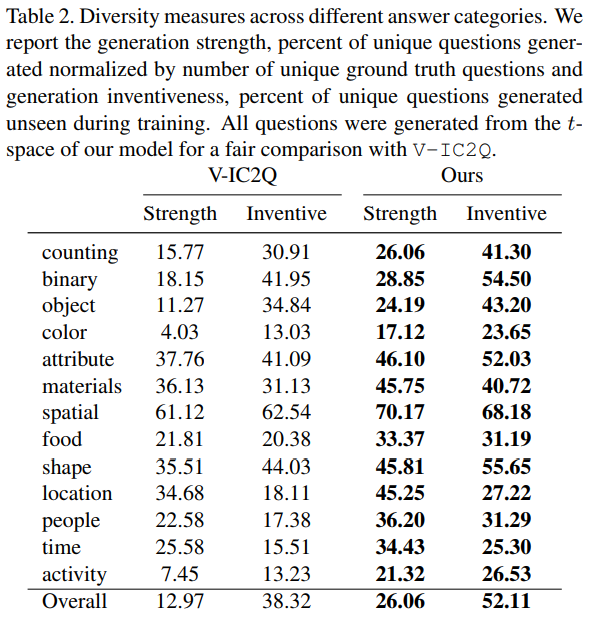 Table 2. Diversity measures across different answer categories. We
report the generation strength, percent of unique questions gener-
ated normalized by number of unique ground truth questions and
generation inventiveness, percent of unique questions generated
unseen during training. All questions were generated from the t-
space of our model for a fair comparison with V-IC2Q.
V-IC2Q Ours
Strength Inventive Strength Inventive
counting 15.77 30.91 26.06 41.30
binary 18.15 41.95 28.85 54.50
object 11.27 34.84 24.19 43.20
color 4.03 13.03 17.12 23.65
attribute 37.76 41.09 46.10 52.03
materials 36.13 31.13 45.75 40.72
spatial 61.12 62.54 70.17 68.18
food 21.81 20.38 33.37 31.19
shape 35.51 44.03 45.81 55.65
location 34.68 18.11 45.25 27.22
people 22.58 17.38 36.20 31.29
time 25.58 15.51 34.43 25.30
activity 7.45 13.23 21.32 26.53
Overall 12.97 38.32 26.06 52.11